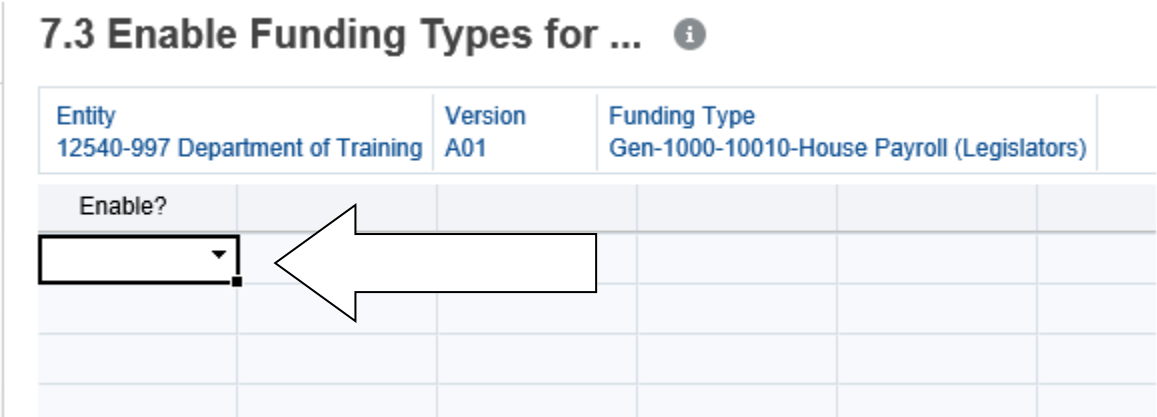 7.3 Enable Funding Types for ...
Entity Version Funding Type
12540-997 Department of Training A01 Gen-1000-10010-House Payroll (Legislators)
Enable?